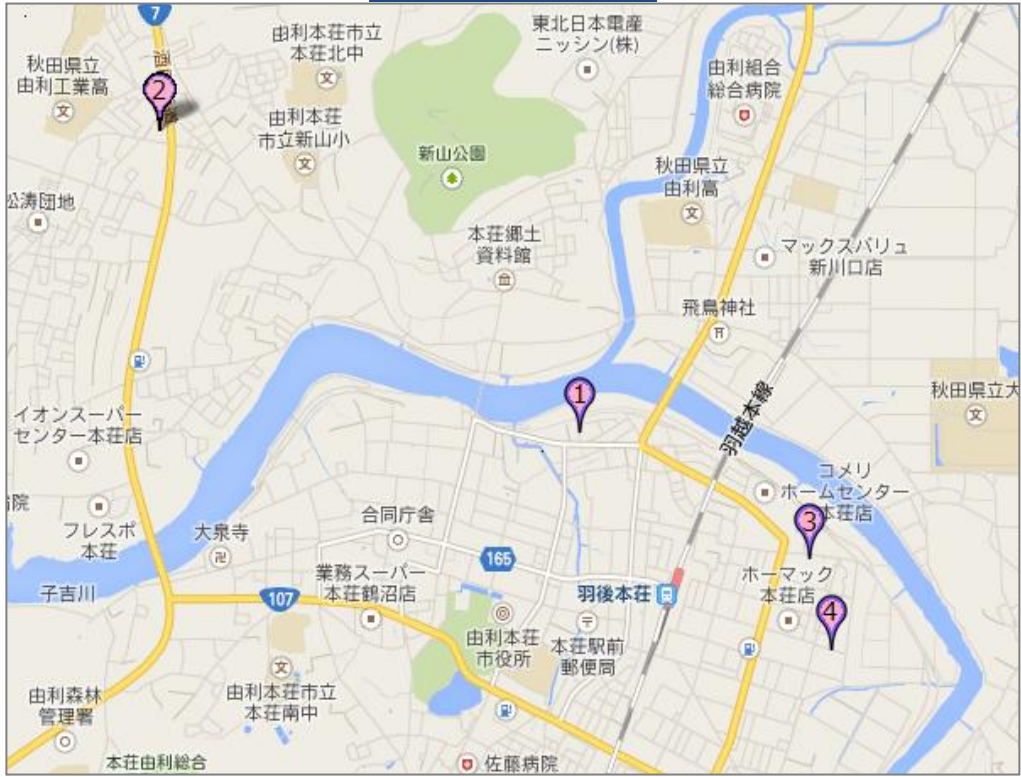 7
東北日本電産
ニッシン(株)
由利本荘市立
本荘北中
秋田県立
由利工業高
2
由利組合
総合病院
由利本荘
市立新山小
新山公園
秋田県立
由利高
松涛団地
本荘郷土
資料館
マックスバリュ
新川口店
飛鳥神社
秋田県立大
羽越本線
1
イオンスーパー
センター本荘店
コメリ
ホームセンター
本荘店
3
フレスポ
本荘
大泉寺
合同庁舎
165
業務スーパー
本荘鶴沼店
子吉川
107
羽後本荘
ホーマック
本荘店
4
由利本荘
市役所
本荘駅前
郵便局
由利本荘市立
本荘南中
由利森林
管理署
本荘由利総合
佐藤病院